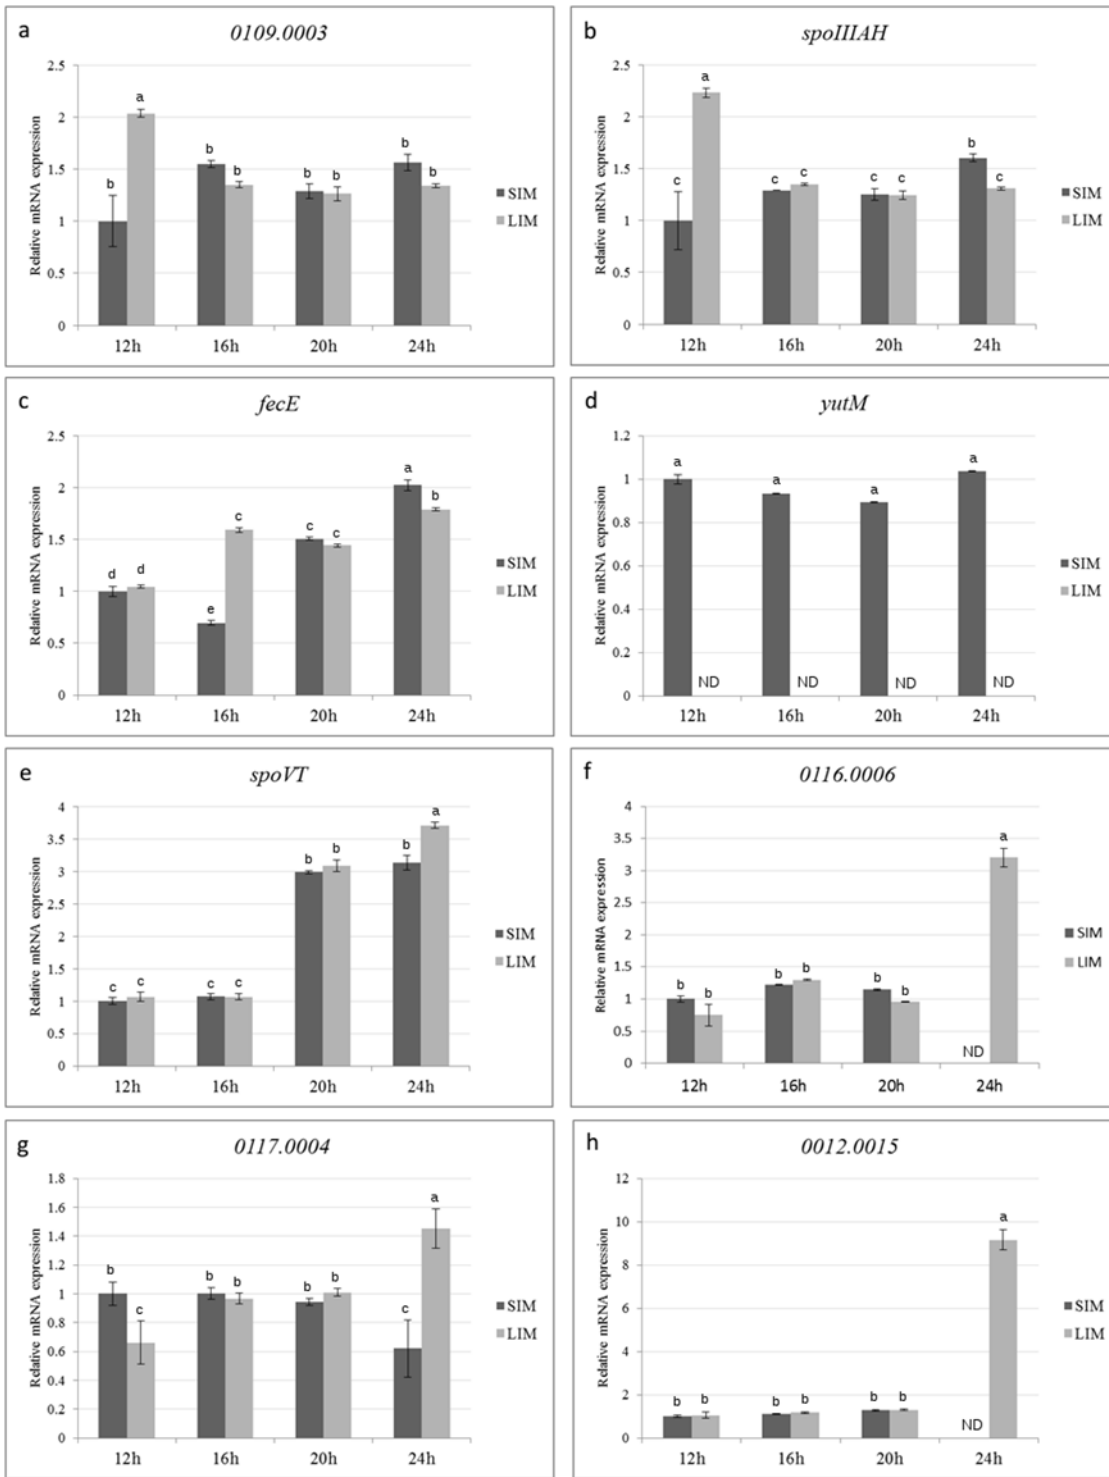 a
0109.0003
2.5
2
1.5
1
0.5
0
Relative mRNA expression
b a b b b b b b
12h 16h 20h 24h
SIM
LIM
b
spoIIIAH
2.5
2
1.5
1
0.5
0
Relative mRNA expression
c a c c c c b c
12h 16h 20h 24h
SIM
LIM
c
fecE
2.5
2
1.5
1
0.5
0
Relative mRNA expression
d d e c c c a b
12h 16h 20h 24h
SIM
LIM
d
yutM
1.2
1
0.8
0.6
0.4
0.2
0
Relative mRNA expression
a ND a ND a ND a ND
12h 16h 20h 24h
SIM
LIM
e
spoVT
4
3.5
3
2.5
2
1.5
1
0.5
0
Relative mRNA expression
c c c c b b b a
12h 16h 20h 24h
SIM
LIM
f
0116.0006
4
3.5
3
2.5
2
1.5
1
0.5
0
Relative mRNA expression
b b b b b b ND a
12h 16h 20h 24h
SIM
LIM
g
0117.0004
1.8
1.6
1.4
1.2
1
0.8
0.6
0.4
0.2
0
Relative mRNA expression
b c b b b b c a
12h 16h 20h 24h
SIM
LIM
h
0012.0015
12
10
8
6
4
2
0
Relative mRNA expression
b b b b b b ND a
12h 16h 20h 24h
SIM
LIM